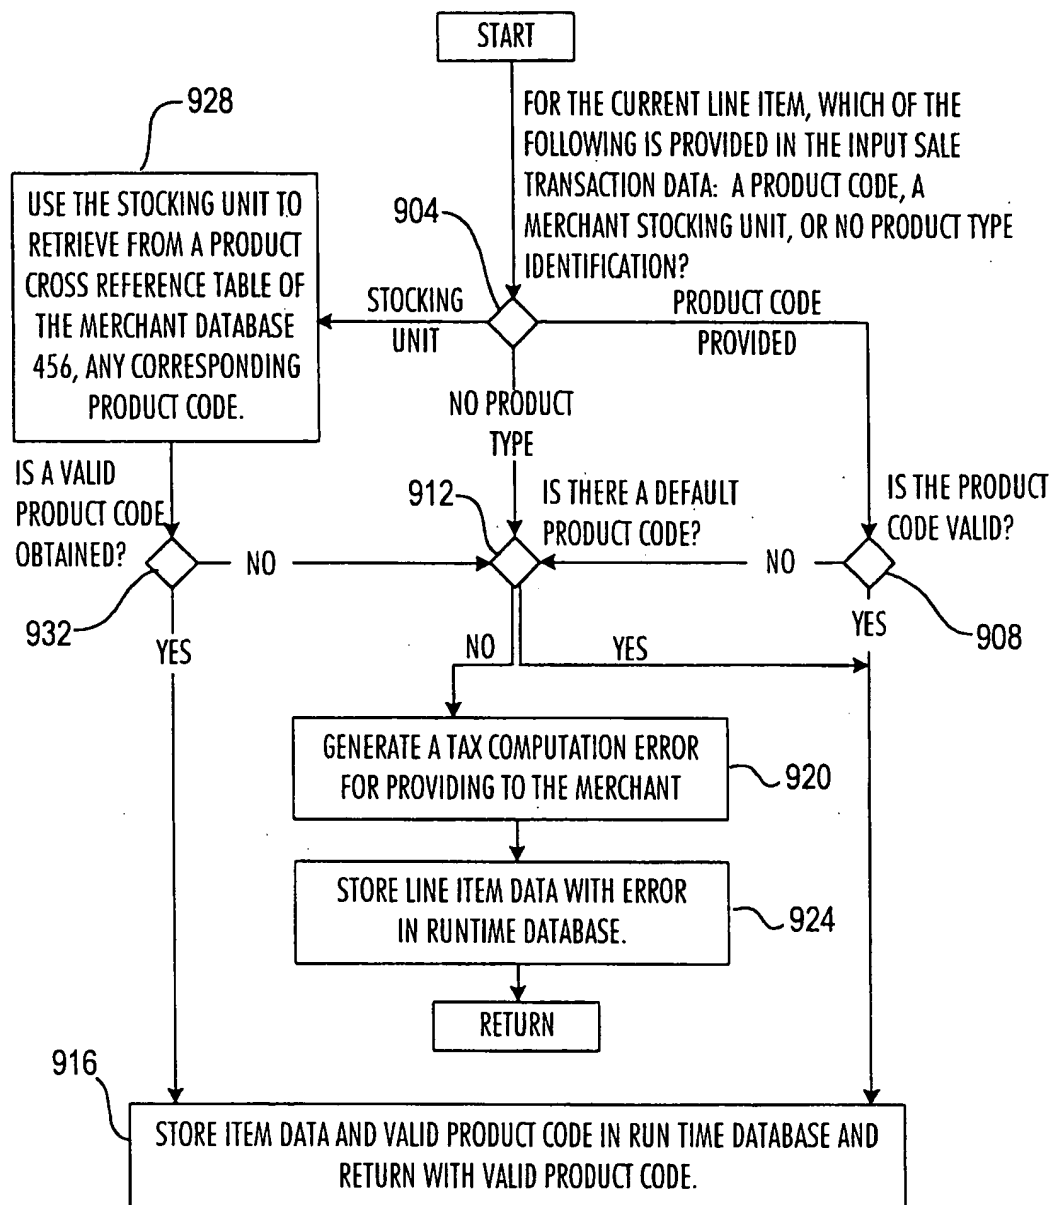 START
FOR THE CURRENT LINE ITEM, WHICH OF THE
FOLLOWING IS PROVIDED IN THE INPUT SALE
TRANSACTION DATA: A PRODUCT CODE, A
MERCHANT STOCKING UNIT, OR NO PRODUCT TYPE
IDENTIFICATION?
928
USE THE STOCKING UNIT TO
RETRIEVE FROM A PRODUCT
CROSS REFERENCE TABLE OF
THE MERCHANT DATABASE
456, ANY CORRESPONDING
PRODUCT CODE.
904
STOCKING
UNIT
PRODUCT CODE
PROVIDED
NO PRODUCT
TYPE
IS A VALID
PRODUCT CODE
OBTAINED?
912
IS THERE A DEFAULT
PRODUCT CODE?
IS THE PRODUCT
CODE VALID?
NO
NO
932
YES
NO
YES
YES
908
GENERATE A TAX COMPUTATION ERROR
FOR PROVIDING TO THE MERCHANT
920
STORE LINE ITEM DATA WITH ERROR
IN RUNTIME DATABASE.
924
RETURN
916
STORE ITEM DATA AND VALID PRODUCT CODE IN RUN TIME DATABASE AND
RETURN WITH VALID PRODUCT CODE.